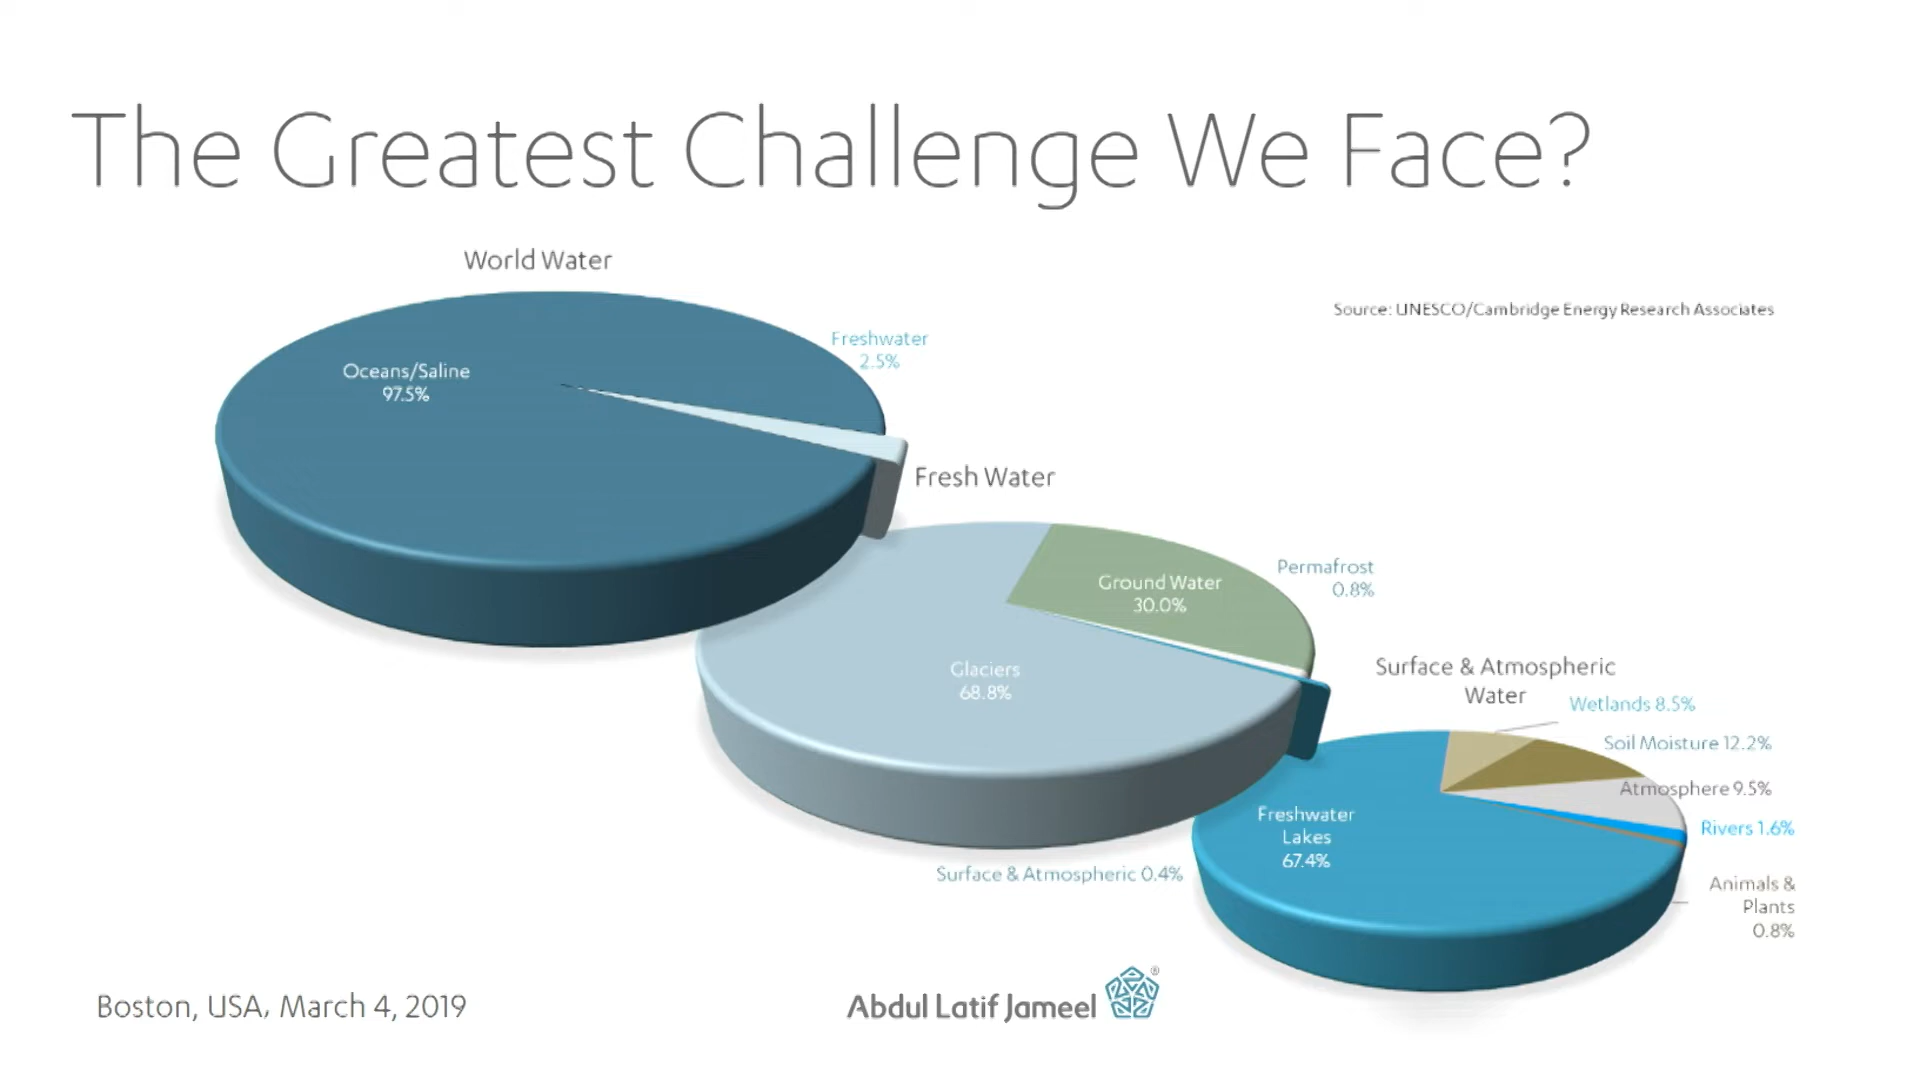 The Greatest Challenge We Face?
World Water
Source: UNESCO/Cambridge Energy Research Associates
Freshwater
2.5%
Oceans/Saline
97.5%
Fresh Water
Permafrost
0.8%
Ground Water
30.0%
Glaciers
68.8%
Surface & Atmospheric
Water
Wetlands 8.5%
Soil Moisture 12.2%
Atmosphere 9.5%
Rivers 1.6%
Freshwater
Lakes
67.4%
Surface & Atmospheric 0.4%
Animals &
Plants
0.8%
Boston, USA, March 4, 2019
Abdul Latif Jameel ®